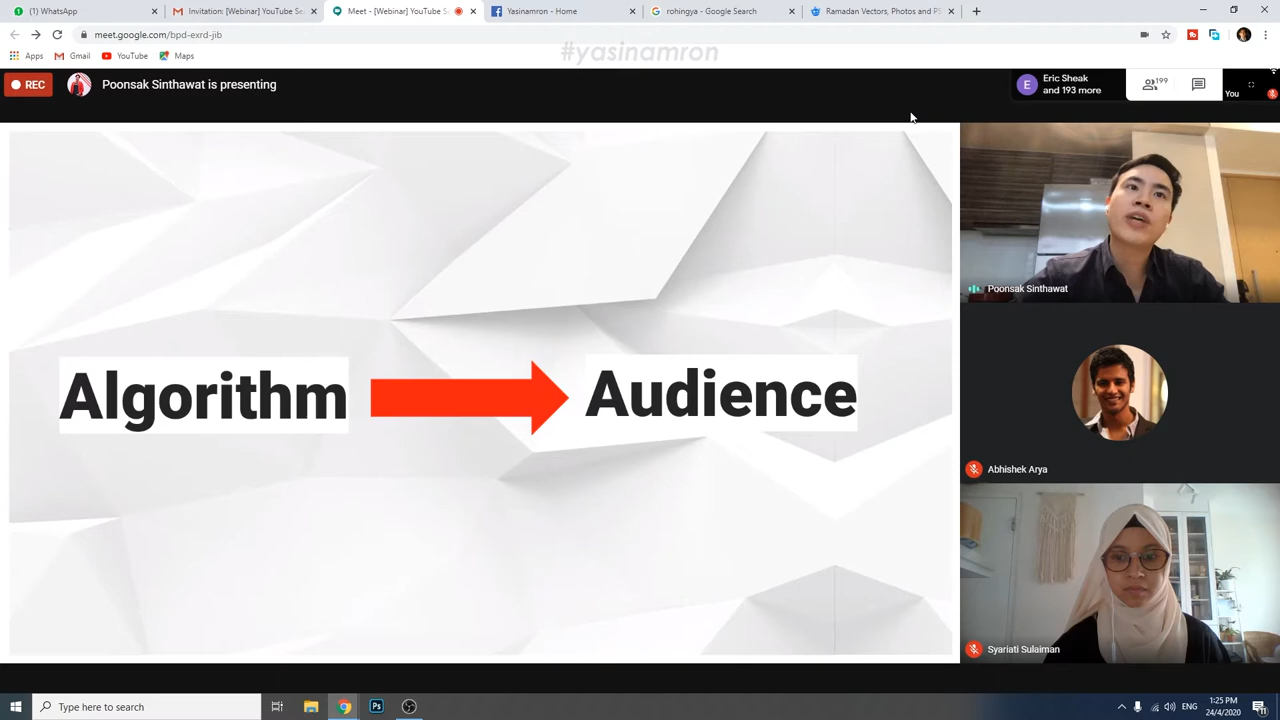 (1) WhatsApp
Invitation: [Webinar] YouTube Se
Meet - [Webinar] YouTube S
Yasinamron - Home
rohingya - Google Search
Ramadan Vectors, Photos and PS
meet.google.com/bpd-exrd-jib
Apps
Gmail
YouTube
Maps
#yasinamron
REC
Poonsak Sinthawat is presenting
E
Eric Sheak
and 193 more
199
You
Algorithm
Audience
Poonsak Sinthawat
Abhishek Arya
Syariati Sulaiman
Type here to search
Ps
ENG
1:25 PM
24/4/2020